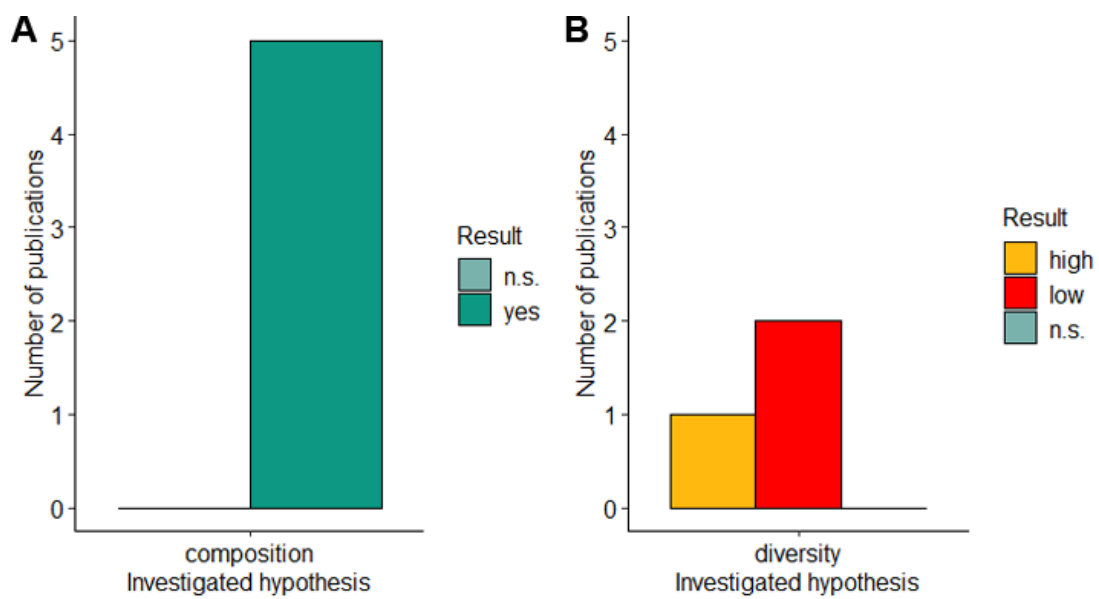 A
Number of publications
5
4
3
2
1
0
composition
Investigated hypothesis
Result
n.s.
yes
B
Number of publications
5
4
3
2
1
0
diversity
Investigated hypothesis
Result
high
low
n.s.